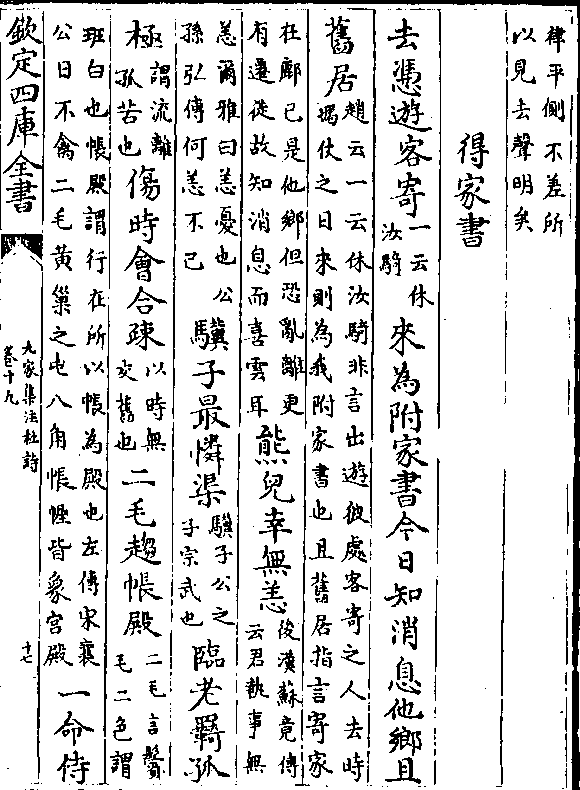 律平側不差所
以見去聲明矣
得家書
去憑遊客寄
一云休
汝騎
來為附家書今日知消息他鄉且
舊居
趙云一云休汝騎非言出遊彼處客寄之人去時
瑪仗之日來則為我附家書也且舊居指言寄家
在鄜已是他鄉但恐亂離更
有遷徙故知消息而喜雲耳
熊兒幸無恙
後漢蘇竟傳
云君執事無
恙爾雅曰恙憂也公
孫弘傳何恙不已
驥子最憐渠
驥子公之
子宗武也
臨老羇孤
極
謂流離
孤苦也
傷時會合疎
以時無
交舊也
二毛趨帳殿
二毛言鬢
毛二色謂
班白也帳殿謂行在所以帳為殿也左傳宋襄
公曰不禽二毛黃巢之屯八角帳幄皆象宮殿
一命侍
欽定四庫全書
九家集注杜詩
卷十九
十七